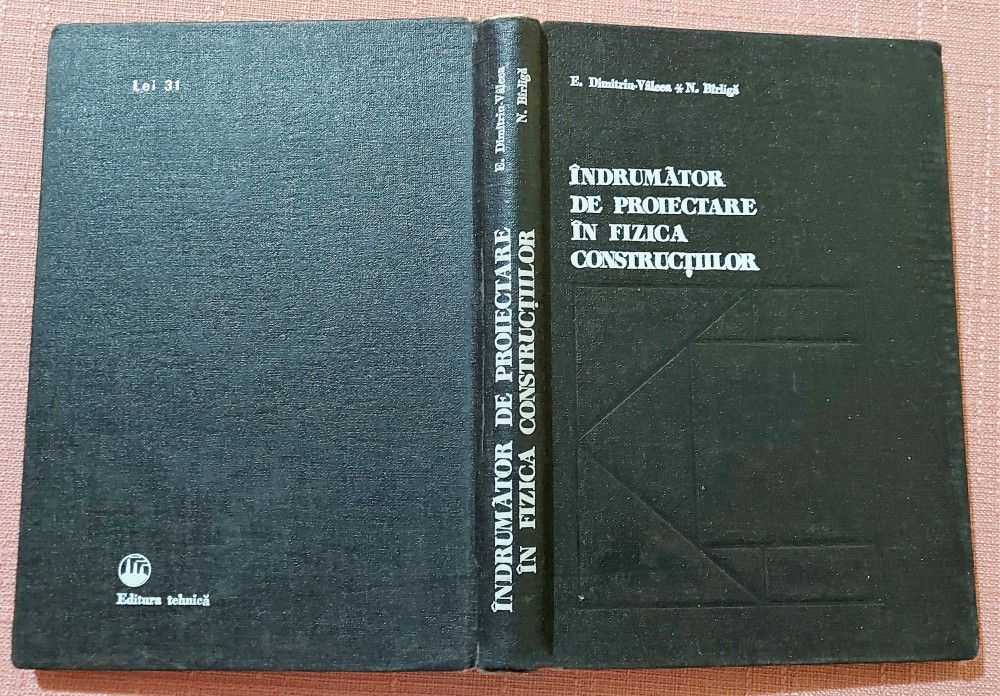 Lei 31
Editura tehnică
E. Dimitriu-Vâlcea
N. Bîrligă
ÎNDRUMĂTOR DE PROIECTARE
ÎN FIZICA CONSTRUCȚIILOR
E. Dimitriu-Vâlcea * N. Bîrligă
ÎNDRUMĂTOR
DE PROIECTARE
ÎN FIZICA
CONSTRUCȚIILOR